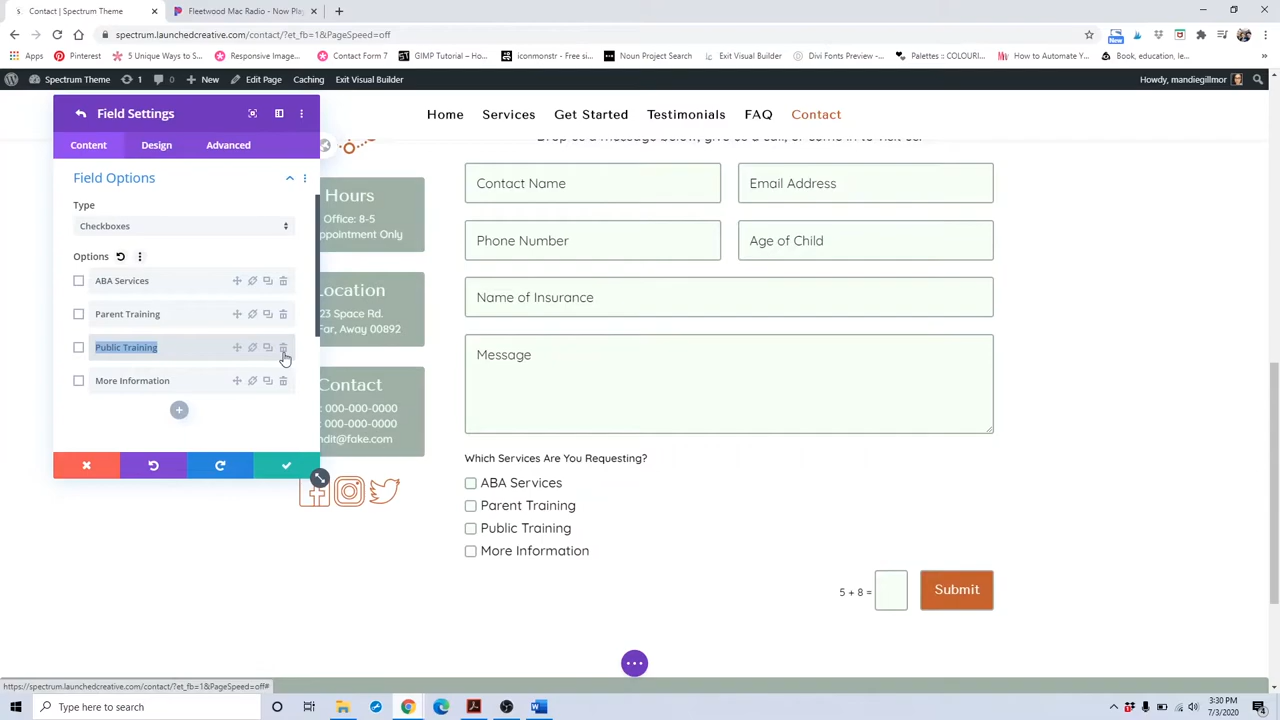 Contact | Spectrum Theme
Fleetwood Mac Radio - Now Pla
spectrum.launchedcreative.com/contact/?et_fb=1&PageSpeed=off
Apps
Pinterest
5 Unique Ways to S...
Responsive Image...
Contact Form 7
GIMP Tutorial – Ho...
iconmonstr - Free si...
Noun Project Search
Exit Visual Builder
Divi Fonts Previe...
Palettes :: COLOURI...
How to Automate Y...
Book, education, le...
Spectrum Theme
1
0
New
Edit Page
Caching
Exit Visual Builder
Howdy, mandiegillmor
Field Settings
Content
Design
Advanced
Field Options
Type
Checkboxes
Options
ABA Services
Parent Training
Public Training
More Information
Home
Services
Get Started
Testimonials
FAQ
Contact
Hours
Office: 8-5
ppointment Only
Location
23 Space Rd.
Far, Away 00892
Contact
: 000-000-0000
: 000-000-0000
ndit@fake.com
Contact Name
Email Address
Phone Number
Age of Child
Name of Insurance
Message
Which Services Are You Requesting?
ABA Services
Parent Training
Public Training
More Information
5 + 8 =
Submit
https://spectrum.launchedcreative.com/contact/?et_fb=1&PageSpeed=off#
Type here to search
3:30 PM
7/3/2020